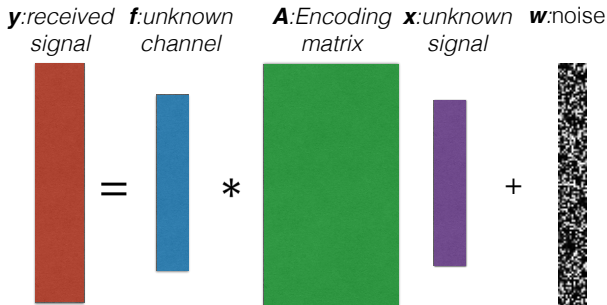 y:received signal
f:unknown channel
A:Encoding matrix
x:unknown signal
w:noise
= * +